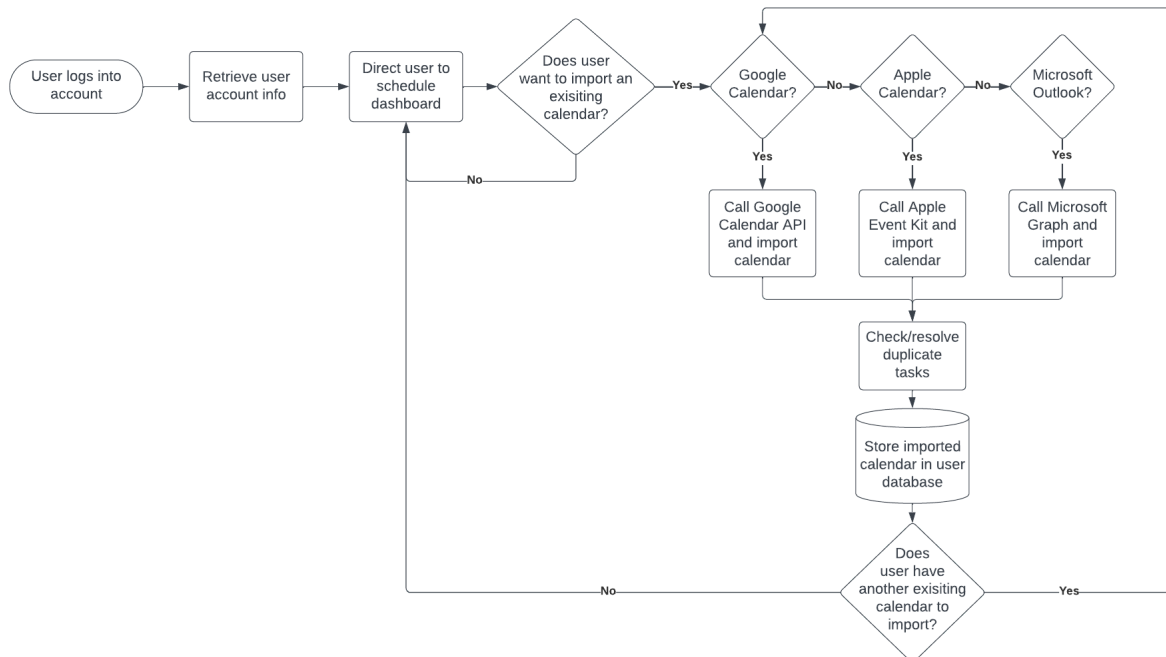 User logs into
account
Retrieve user
account info
Direct user to
schedule
dashboard
Does user
want to import an
exisiting
calendar?
Yes
No
Google
Calendar?
No
Apple
Calendar?
No
Microsoft
Outlook?
Yes
Yes
Yes
Call Google
Calendar API
and import
calendar
Call Apple
Event Kit and
import
calendar
Call Microsoft
Graph and
import
calendar
Check/resolve
duplicate
tasks
Store imported
calendar in user
database
Does
user have
another exisiting
calendar to
import?
No
Yes